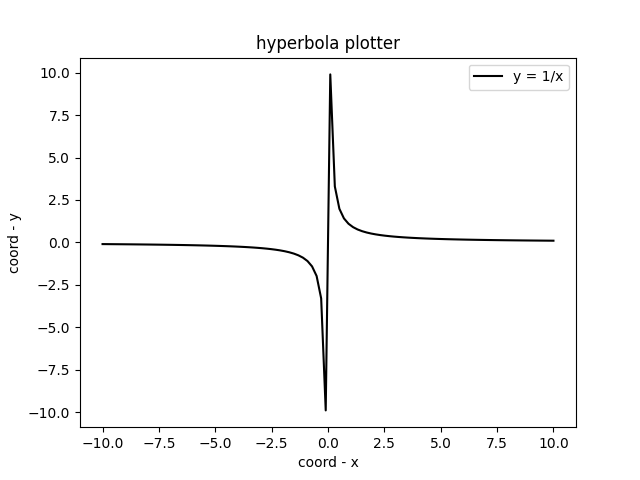 hyperbola plotter
y = 1/x
10.0
7.5
5.0
2.5
0.0
−2.5
−5.0
−7.5
−10.0
coord - y
−10.0 −7.5 −5.0 −2.5 0.0 2.5 5.0 7.5 10.0
coord - x